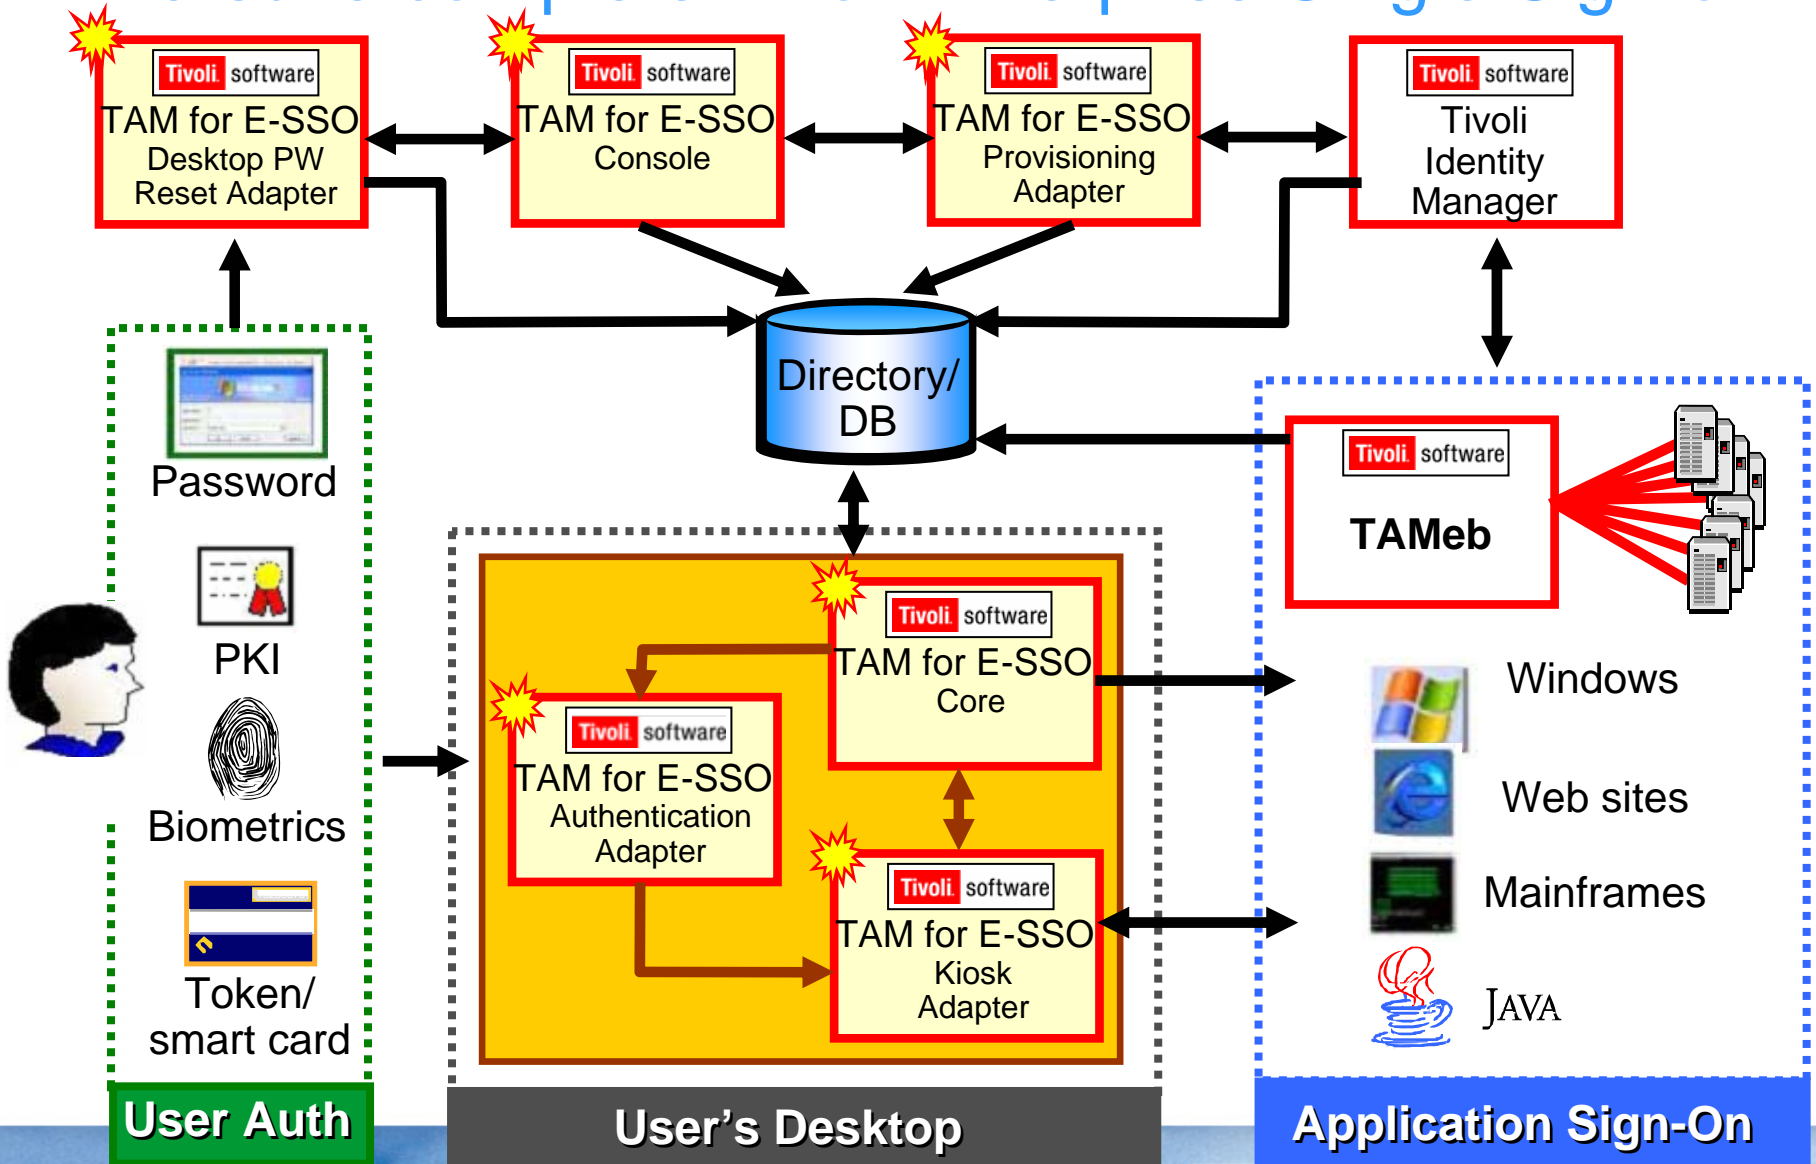 Tivoli software
TAM for E-SSO
Desktop PW
Reset Adapter
Tivoli software
TAM for E-SSO
Console
Tivoli software
TAM for E-SSO
Provisioning
Adapter
Tivoli software
Tivoli
Identity
Manager
Directory/
DB
Password
PKI
Biometrics
Token/
smart card
User Auth
Tivoli software
TAM for E-SSO
Core
Tivoli software
TAM for E-SSO
Authentication
Adapter
Tivoli software
TAM for E-SSO
Kiosk
Adapter
User's Desktop
Tivoli software
TAMeb
Windows
Web sites
Mainframes
JAVA
Application Sign-On